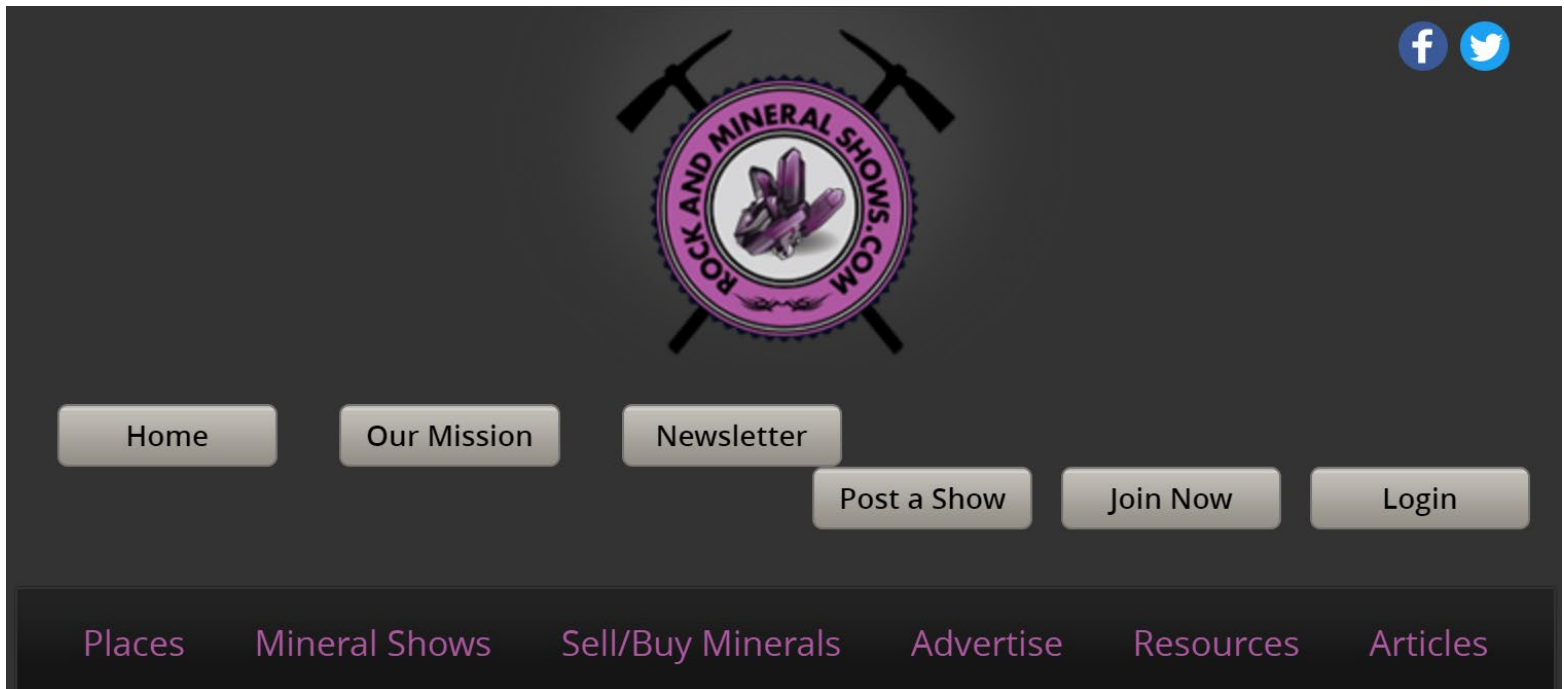 ROCK AND MINERAL SHOWS.COM
Home Our Mission Newsletter
Post a Show Join Now Login
Places Mineral Shows Sell/Buy Minerals Advertise Resources Articles